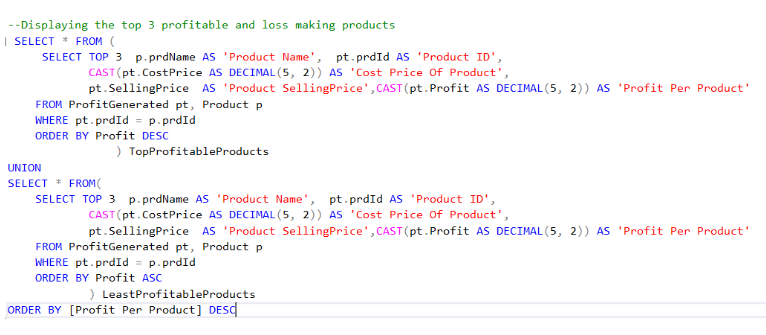 --Displaying the top 3 profitable and loss making products
SELECT * FROM (
SELECT TOP 3  p.prdName AS 'Product Name',  pt.prdId AS 'Product ID',
CAST(pt.CostPrice AS DECIMAL(5, 2)) AS 'Cost Price Of Product',
pt.SellingPrice  AS 'Product SellingPrice',CAST(pt.Profit AS DECIMAL(5, 2)) AS 'Profit Per Product'
FROM ProfitGenerated pt, Product p
WHERE pt.prdId = p.prdId
ORDER BY Profit DESC
) TopProfitableProducts
UNION
SELECT * FROM(
SELECT TOP 3  p.prdName AS 'Product Name',  pt.prdId AS 'Product ID',
CAST(pt.CostPrice AS DECIMAL(5, 2)) AS 'Cost Price Of Product',
pt.SellingPrice  AS 'Product SellingPrice',CAST(pt.Profit AS DECIMAL(5, 2)) AS 'Profit Per Product'
FROM ProfitGenerated pt, Product p
WHERE pt.prdId = p.prdId
ORDER BY Profit ASC
) LeastProfitableProducts
ORDER BY [Profit Per Product] DESC